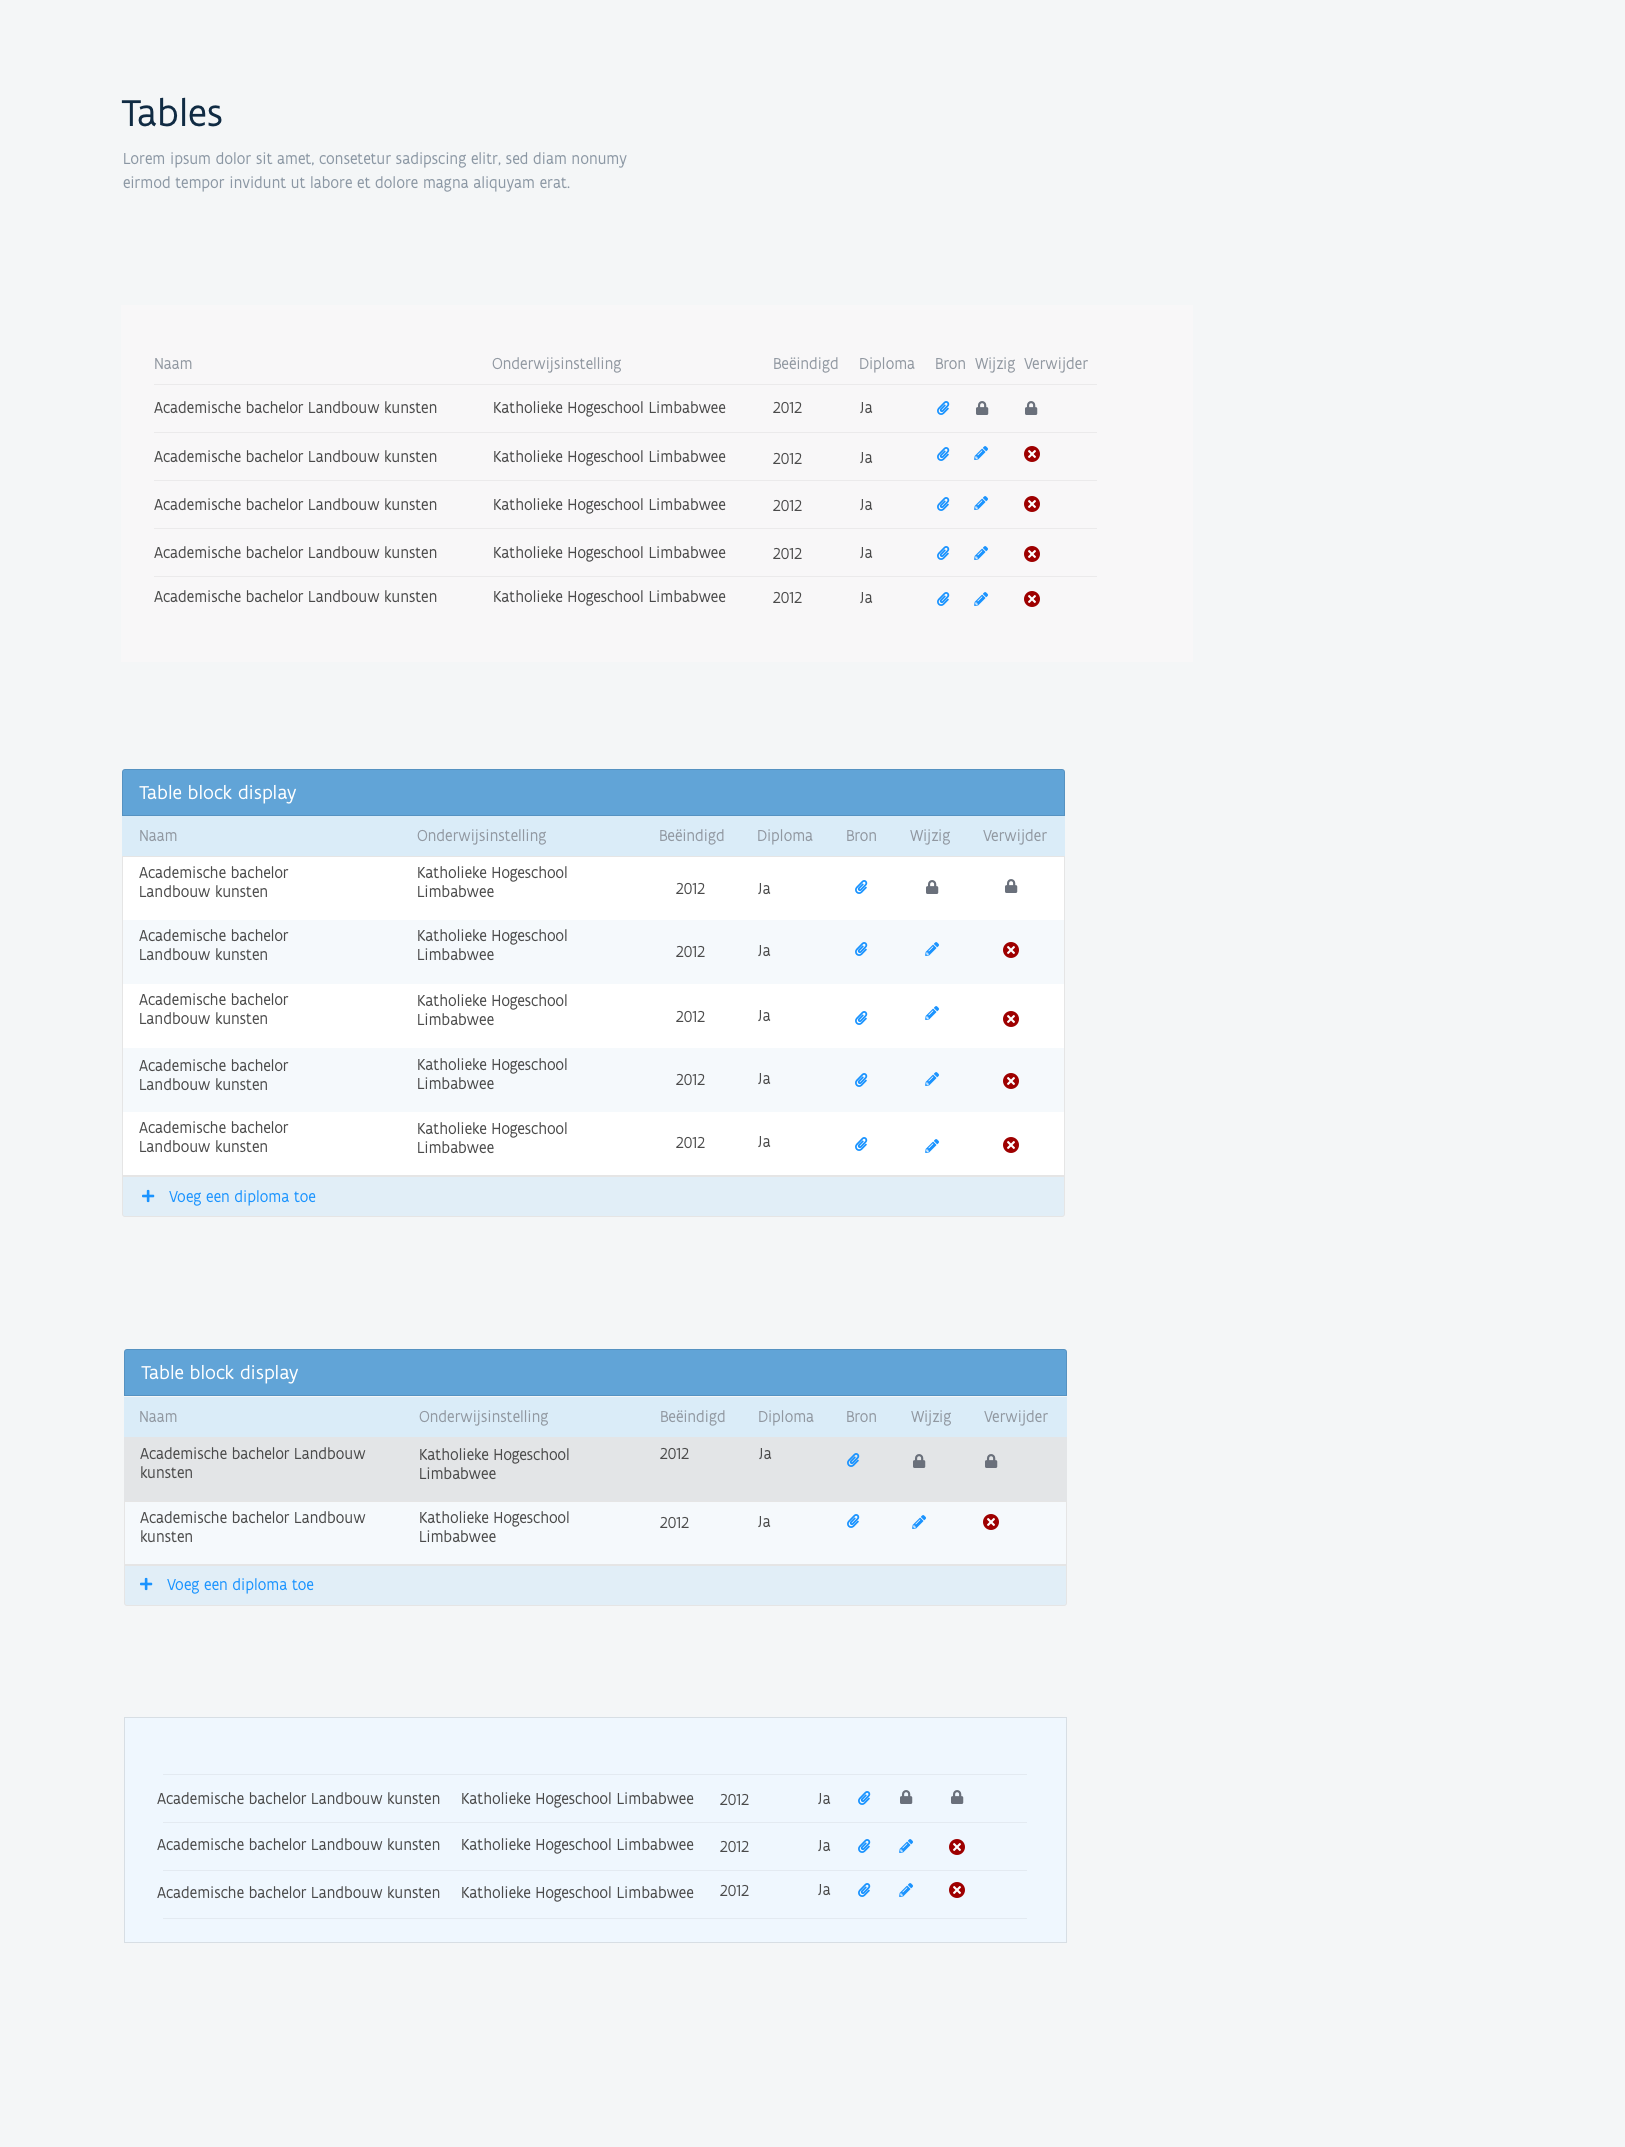 Tables
Lorem ipsum dolor sit amet, consetetur sadipscing elitr, sed diam nonumy
eirmod tempor invidunt ut labore et dolore magna aliquyam erat.
Naam Onderwijsinstelling Beëindigd Diploma Bron Wijzig Verwijder
Academische bachelor Landbouw kunsten Katholieke Hogeschool Limbabwee 2012 Ja
Academische bachelor Landbouw kunsten Katholieke Hogeschool Limbabwee 2012 Ja
Academische bachelor Landbouw kunsten Katholieke Hogeschool Limbabwee 2012 Ja
Academische bachelor Landbouw kunsten Katholieke Hogeschool Limbabwee 2012 Ja
Academische bachelor Landbouw kunsten Katholieke Hogeschool Limbabwee 2012 Ja
Table block display
Naam Onderwijsinstelling Beëindigd Diploma Bron Wijzig Verwijder
Academische bachelor Katholieke Hogeschool
Landbouw kunsten Limbabwee 2012 Ja
Academische bachelor Katholieke Hogeschool
Landbouw kunsten Limbabwee 2012 Ja
Academische bachelor Katholieke Hogeschool
Landbouw kunsten Limbabwee 2012 Ja
Academische bachelor Katholieke Hogeschool
Landbouw kunsten Limbabwee 2012 Ja
Academische bachelor Katholieke Hogeschool
Landbouw kunsten Limbabwee 2012 Ja
Voeg een diploma toe
Table block display
Naam Onderwijsinstelling Beëindigd Diploma Bron Wijzig Verwijder
Academische bachelor Landbouw Katholieke Hogeschool 2012 Ja
kunsten Limbabwee
Academische bachelor Landbouw Katholieke Hogeschool 2012 Ja
kunsten Limbabwee
Voeg een diploma toe
Academische bachelor Landbouw kunsten Katholieke Hogeschool Limbabwee 2012 Ja
Academische bachelor Landbouw kunsten Katholieke Hogeschool Limbabwee 2012 Ja
Academische bachelor Landbouw kunsten Katholieke Hogeschool Limbabwee 2012 Ja